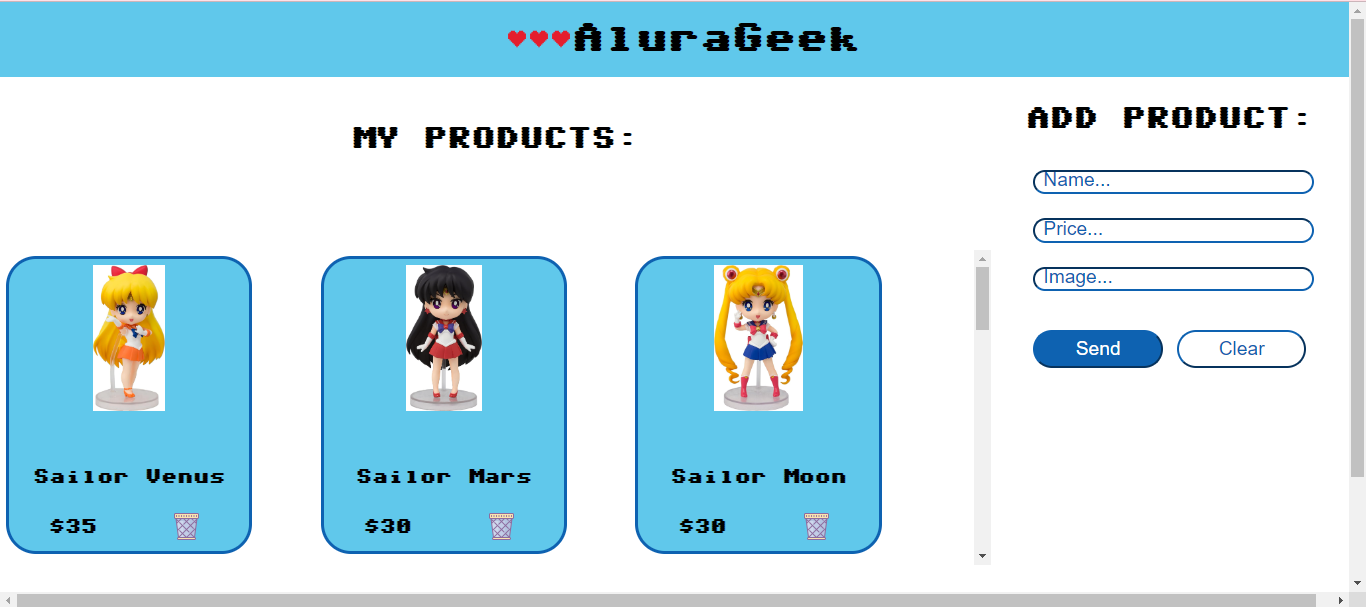 AluraGeek
MY PRODUCTS:
Sailor Venus
$35
Sailor Mars
$30
Sailor Moon
$30
ADD PRODUCT:
Name...
Price...
Image...
Send
Clear